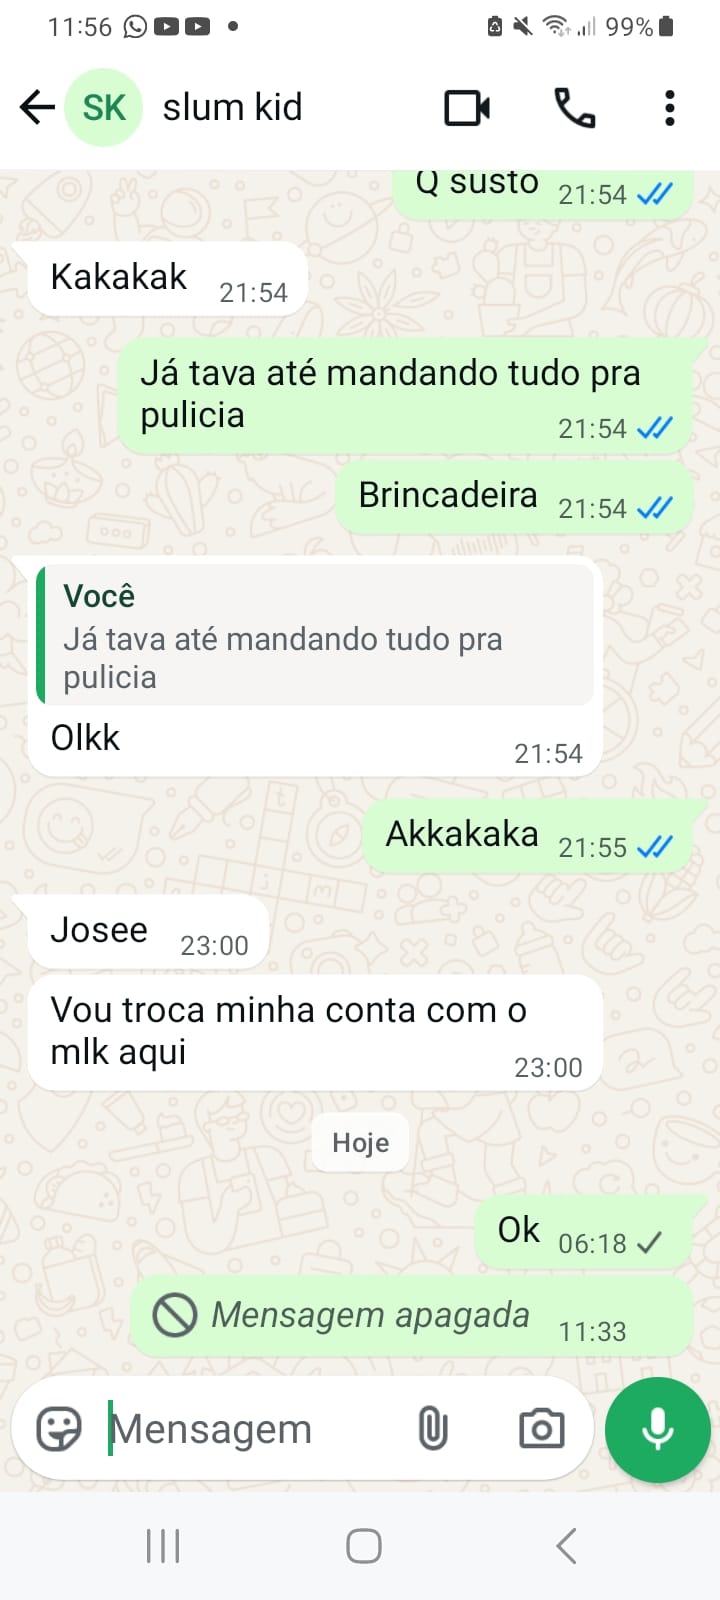 11:56
99%
SK
slum kid
Q susto 21:54
Kakakak 21:54
Já tava até mandando tudo pra
pulicia 21:54
Brincadeira 21:54
Você
Já tava até mandando tudo pra
pulicia
Olkk 21:54
Akkakaka 21:55
Josee 23:00
Vou troca minha conta com o
mlk aqui 23:00
Hoje
Ok 06:18
Mensagem apagada 11:33
Mensagem